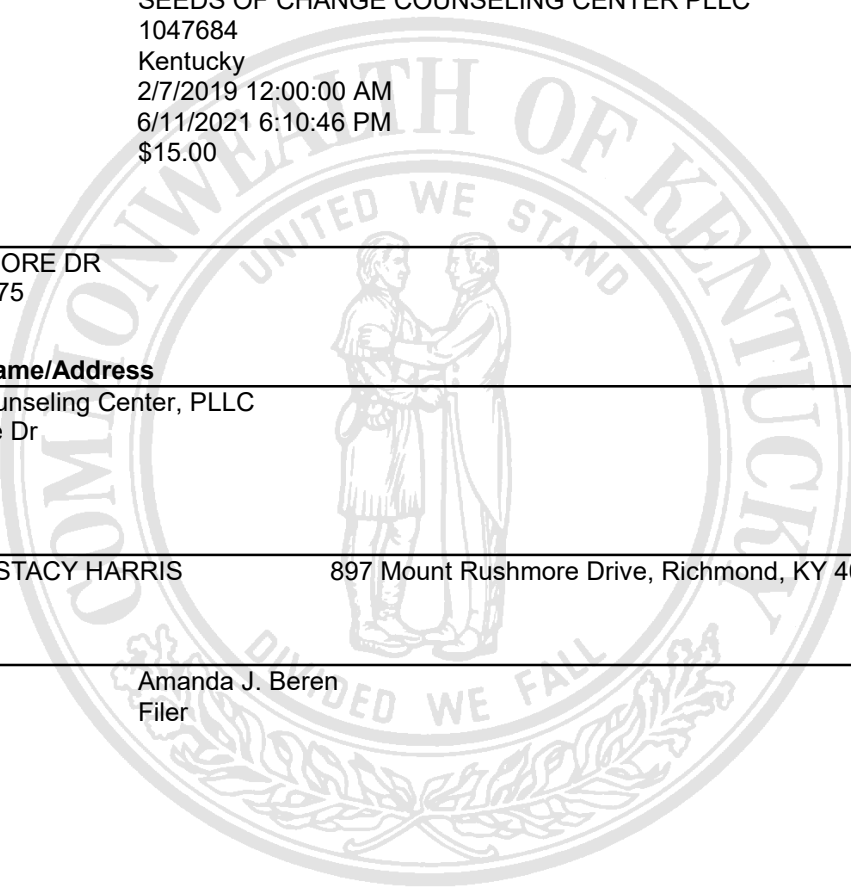 SEEDS OF CHANGE COUNSELING CENTER PLLC
1047684
Kentucky
2/7/2019 12:00:00 AM
6/11/2021 6:10:46 PM
$15.00
COMMONWEALTH OF KENTUCKY
UNITED WE STAND
ORE DR
75
ame/Address
unseling Center, PLLC
e Dr
STACY HARRIS 897 Mount Rushmore Drive, Richmond, KY 40
DIVIDED WE FALL
Amanda J. Beren
Filer